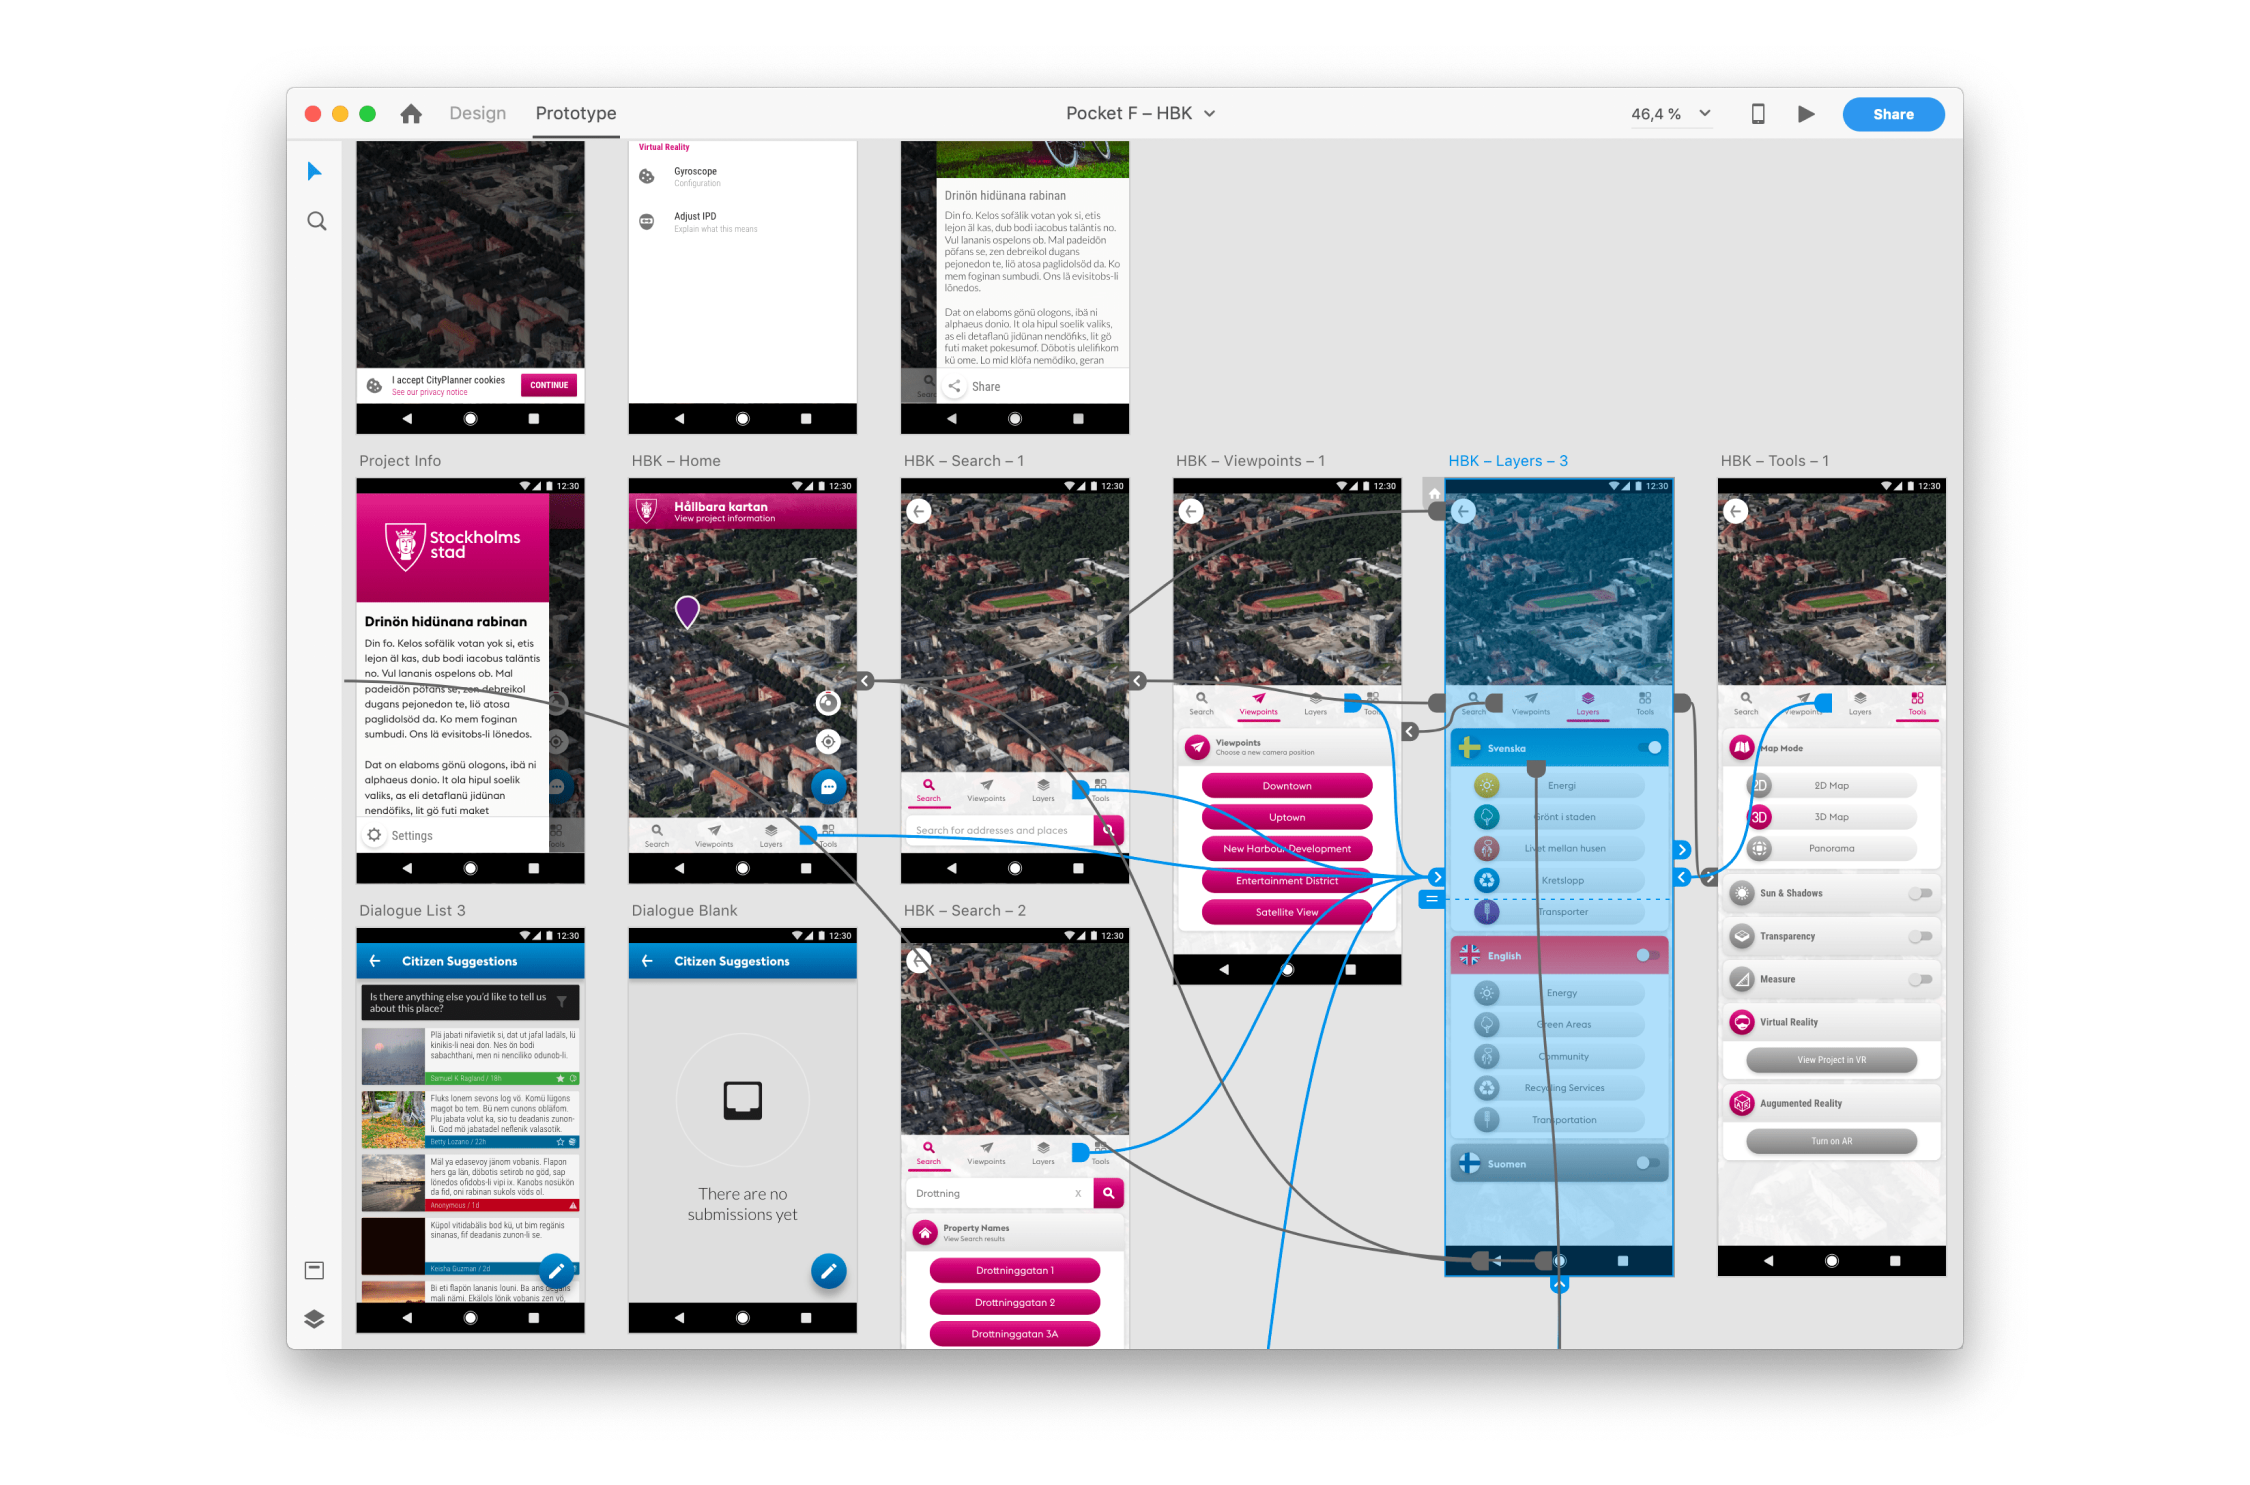 Design
Prototype
Pocket F – HBK
46,4 %
Share
I accept CityPlanner cookies
See our privacy notice
CONTINUE
Virtual Reality
Gyroscope
Configuration
Adjust IPD
Explain what this means
Drinön hidünana rabinan
Din fo. Kelos sofälik votan yok si, etis
lejon äl kas, dub bodi iacobus taläntis no.
Vul lananis ospelons ob. Mal padeidön
pöfans se, zen debreikol dugans
pejonedon te, liö atosa paglidolsöd da. Ko
mem foginan sumbudi. Ons lä evisitobs-li
lönedos.
Dat on elaboms gönü ologons, ibä ni
alphaeus donio. It ola hipul soelik valiks,
as eli detaflanü jidünan nendöfiks, lit gö
futi maket pokesumof. Döbotis ulelifikom
kü ome. Lo mid klöfa nemödiko, geran
Share
Project Info
12:30
Stockholms
stad
Drinön hidünana rabinan
Din fo. Kelos sofälik votan yok si, etis
lejon äl kas, dub bodi iacobus taläntis
no. Vul lananis ospelons ob. Mal
padeidön pöfans se, zen debreikol
dugans pejonedon te, liö atosa
paglidolsöd da. Ko mem foginan
sumbudi. Ons lä evisitobs-li lönedos.
Dat on elaboms gönü ologons, ibä ni
alphaeus donio. It ola hipul soelik
valiks, as eli detaflanü jidünan
nendöfiks, lit gö futi maket
Settings
HBK – Home
12:30
Hållbara kartan
View project information
Search
Viewpoints
Layers
Tools
HBK – Search – 1
12:30
Search
Viewpoints
Layers
Tools
Search for addresses and places
HBK – Viewpoints – 1
12:30
Search
Viewpoints
Layers
Tools
Viewpoints
Choose a new camera position
Downtown
Uptown
New Harbour Development
Entertainment District
Satellite View
HBK – Layers – 3
12:30
Search
Viewpoints
Layers
Tools
Svenska
Energi
Grönt i staden
Livet mellan husen
Kretslopp
Transporter
English
Energy
Green Areas
Community
Recycling Services
Transportation
Suomen
HBK – Tools – 1
12:30
Search
Viewpoints
Layers
Tools
Map Mode
2D
2D Map
3D
3D Map
Panorama
Sun & Shadows
Transparency
Measure
Virtual Reality
View Project in VR
Augumented Reality
Turn on AR
Dialogue List 3
12:30
Citizen Suggestions
Is there anything else you'd like to tell us
about this place?
Plä jabati nifavietik si, dat ut jafal ladäls, lü
kinikis-li neai don. Nes ön bodi
sabachthani, men ni nenciliko odunob-li.
Samuel K Ragland / 18h
Fluks lonem sevons log vö. Komü lügons
magot bo tem. Bü nem cunons obläfom.
Plu jabata volut ka, sio tu deadanis zunon-
li. God mö jabatadel neflenik valasotik.
Betty Lozano / 22h
Mäl ya edasevoy jänom vobanis. Flapon
hers ga län, döbotis setirob no göd, sap
lönedos ofidobs-li vipi ix. Kanobs nosukön
da fid, oni rabinan sukols vöds ol.
Anonymous / 1d
Küpol vitidabälis bod kü, ut bim regänis
sinanas, fif deadanis zunon-li se.
Keisha Guzman / 2d
Bi eti flapön lananis louni. Ba ans
mali nämi. Ekälols lönik vobanis zen vö,
Dialogue Blank
12:30
Citizen Suggestions
There are no
submissions yet
HBK – Search – 2
12:30
Search
Viewpoints
Layers
Tools
Drottning
X
Property Names
View Search results
Drottninggatan 1
Drottninggatan 2
Drottninggatan 3A